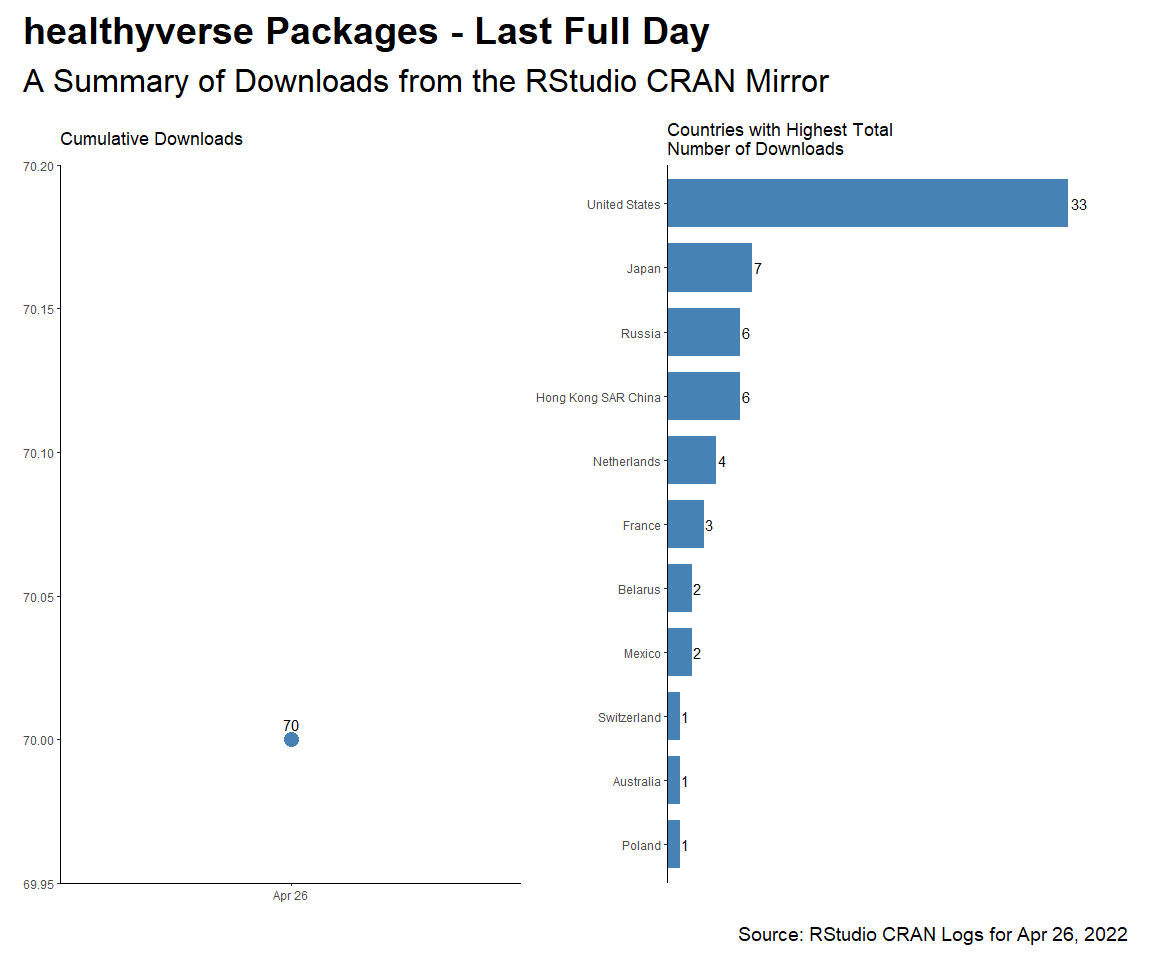 healthyverse Packages - Last Full Day
A Summary of Downloads from the RStudio CRAN Mirror
Cumulative Downloads
70.20
70.15
70.10
70.05
70.00
69.95
70
Apr 26
Countries with Highest Total
Number of Downloads
United States 33
Japan 7
Russia 6
Hong Kong SAR China 6
Netherlands 4
France 3
Belarus 2
Mexico 2
Switzerland 1
Australia 1
Poland 1
Source: RStudio CRAN Logs for Apr 26, 2022